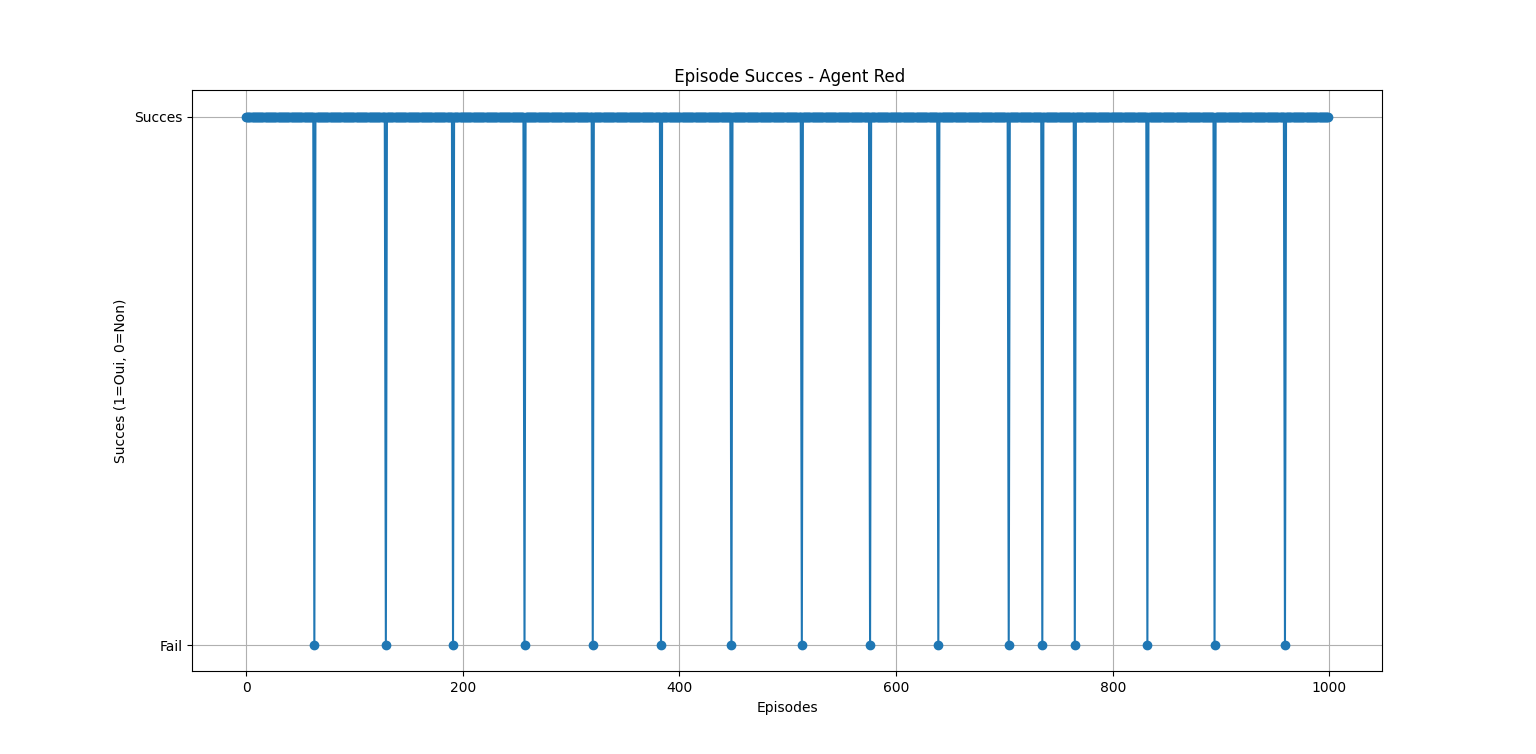 Episode Succes - Agent Red
Succes
Succes (1=Oui, 0=Non)
Fail
0 200 400 600 800 1000
Episodes